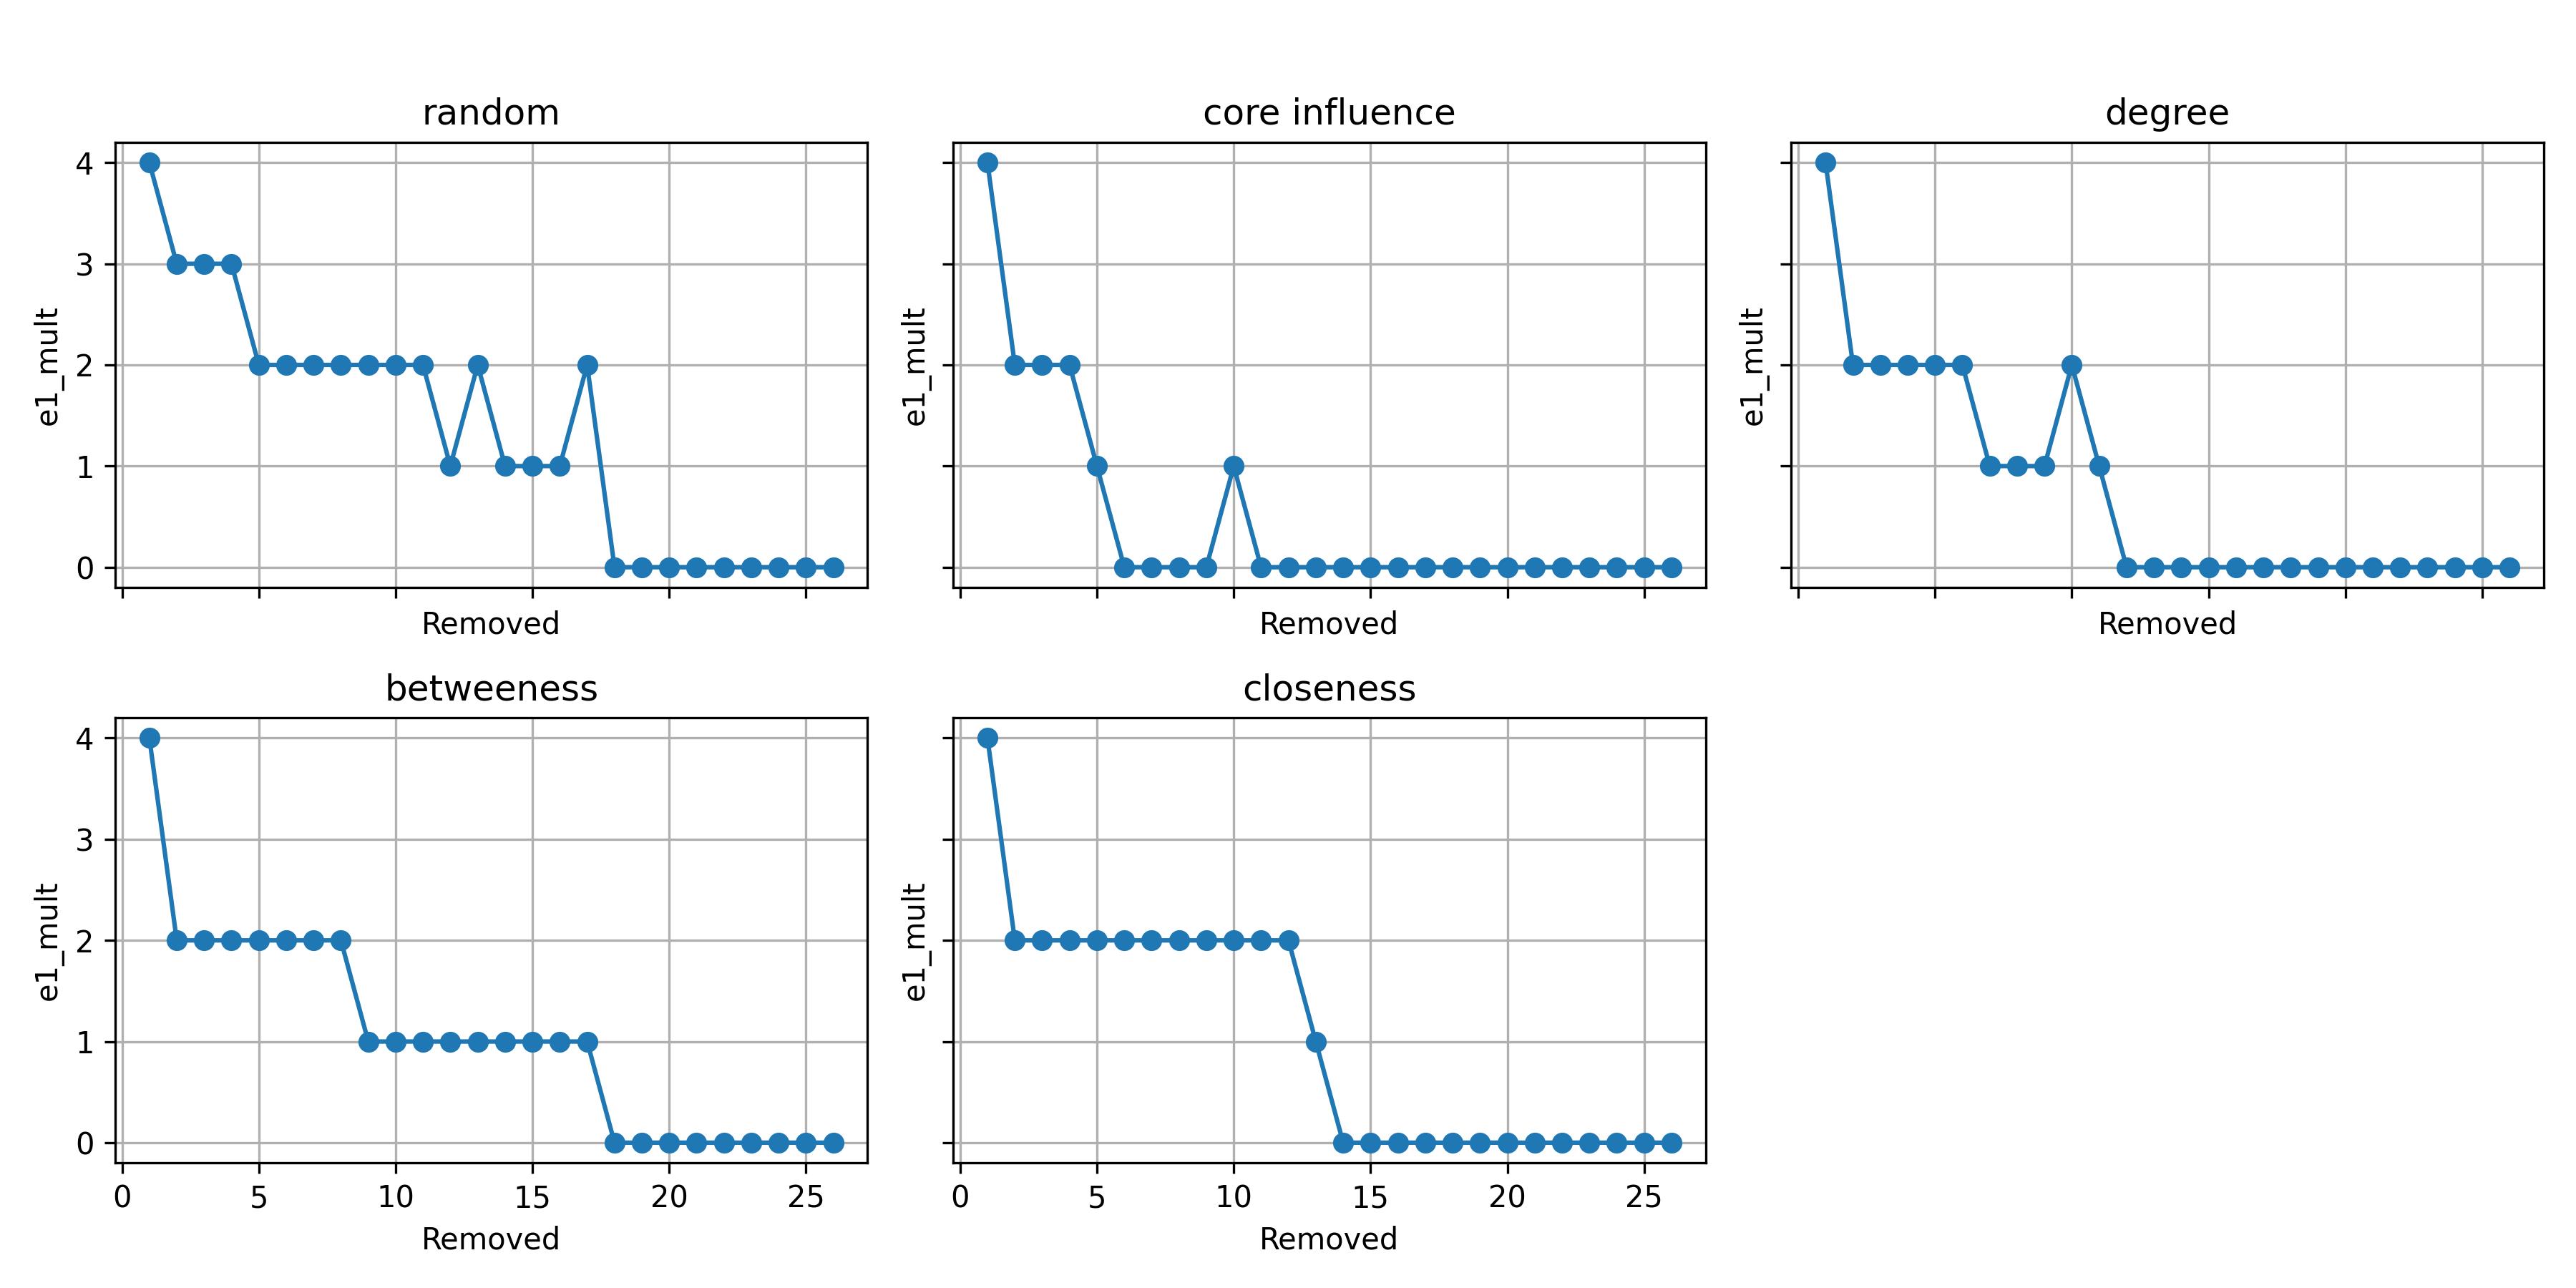 random
core influence
degree
4
3
2
1
0
e1_mult
e1_mult
e1_mult
Removed
Removed
Removed
betweeness
closeness
4
3
2
1
0
e1_mult
e1_mult
0 5 10 15 20 25
0 5 10 15 20 25
Removed
Removed